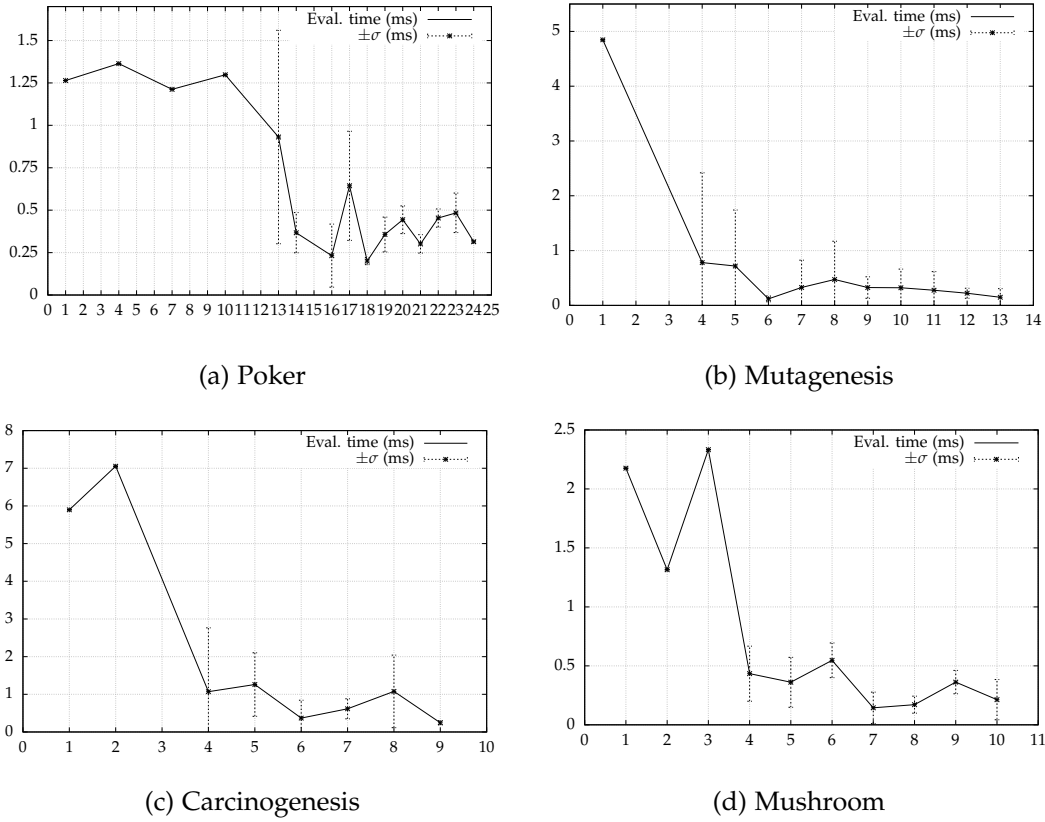 Eval. time (ms)
±σ (ms)
1.5
1.25
1
0.75
0.5
0.25
0
0 1 2 3 4 5 6 7 8 9 10 11 12 13 14 15 16 17 18 19 20 21 22 23 24 25
(a) Poker
Eval. time (ms)
±σ (ms)
5
4
3
2
1
0
0 1 2 3 4 5 6 7 8 9 10 11 12 13 14
(b) Mutagenesis
Eval. time (ms)
±σ (ms)
8
7
6
5
4
3
2
1
0
0 1 2 3 4 5 6 7 8 9 10
(c) Carcinogenesis
Eval. time (ms)
±σ (ms)
2.5
2
1.5
1
0.5
0
0 1 2 3 4 5 6 7 8 9 10 11
(d) Mushroom